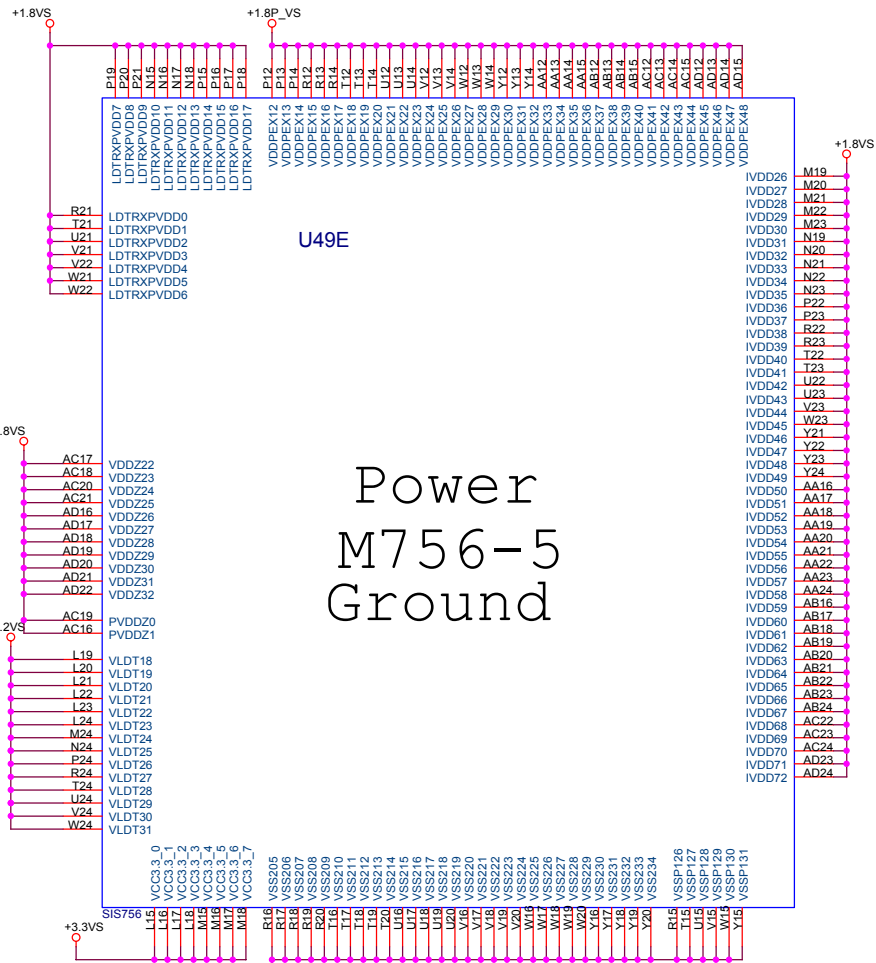 +1.8VS
+1.8P_VS
P19 P20 P21 N15 N16 N17 N18 P15 P16 P17 P18
P12 P13 P14 R12 R13 R14 T12 T13 T14 U12 U13 U14 V12 V13 V14 W12 W13 W14 Y12 Y13 Y14 AA12 AA13 AA14 AA15 AB12 AB13 AB14 AB15 AC12 AC13 AC14 AC15 AD12 AD13 AD14 AD15
LDTRXPVDD7 LDTRXPVDD8 LDTRXPVDD9 LDTRXPVDD10 LDTRXPVDD11 LDTRXPVDD12 LDTRXPVDD13 LDTRXPVDD14 LDTRXPVDD15 LDTRXPVDD16 LDTRXPVDD17
VDDPEX12 VDDPEX13 VDDPEX14 VDDPEX15 VDDPEX16 VDDPEX17 VDDPEX18 VDDPEX19 VDDPEX20 VDDPEX21 VDDPEX22 VDDPEX23 VDDPEX24 VDDPEX25 VDDPEX26 VDDPEX27 VDDPEX28 VDDPEX29 VDDPEX30 VDDPEX31 VDDPEX32 VDDPEX33 VDDPEX34 VDDPEX35 VDDPEX36 VDDPEX37 VDDPEX38 VDDPEX39 VDDPEX40 VDDPEX41 VDDPEX42 VDDPEX43 VDDPEX44 VDDPEX45 VDDPEX46 VDDPEX47 VDDPEX48
R21 LDTRXPVDD0
T21 LDTRXPVDD1
U21 LDTRXPVDD2
V21 LDTRXPVDD3
V22 LDTRXPVDD4
W21 LDTRXPVDD5
W22 LDTRXPVDD6
U49E
+1.8VS
IVDD26 M19
IVDD27 M20
IVDD28 M21
IVDD29 M22
IVDD30 M23
IVDD31 N19
IVDD32 N20
IVDD33 N21
IVDD34 N22
IVDD35 N23
IVDD36 P22
IVDD37 P23
IVDD38 R22
IVDD39 R23
IVDD40 T22
IVDD41 T23
IVDD42 U22
IVDD43 U23
IVDD44 V23
IVDD45 W23
IVDD46 Y21
IVDD47 Y22
IVDD48 Y23
IVDD49 Y24
IVDD50 AA16
IVDD51 AA17
IVDD52 AA18
IVDD53 AA19
IVDD54 AA20
IVDD55 AA21
IVDD56 AA22
IVDD57 AA23
IVDD58 AA24
IVDD59 AB16
IVDD60 AB17
IVDD61 AB18
IVDD62 AB19
IVDD63 AB20
IVDD64 AB21
IVDD65 AB22
IVDD66 AB23
IVDD67 AB24
IVDD68 AC22
IVDD69 AC23
IVDD70 AC24
IVDD71 AD23
IVDD72 AD24
.8VS
AC17 VDDZ22
AC18 VDDZ23
AC20 VDDZ24
AC21 VDDZ25
AD16 VDDZ26
AD17 VDDZ27
AD18 VDDZ28
AD19 VDDZ29
AD20 VDDZ30
AD21 VDDZ31
AD22 VDDZ32
AC19 PVDDZ0
AC16 PVDDZ1
Power
M756-5
Ground
.2VS
L19 VLDT18
L20 VLDT19
L21 VLDT20
L22 VLDT21
L23 VLDT22
L24 VLDT23
M24 VLDT24
N24 VLDT25
P24 VLDT26
R24 VLDT27
T24 VLDT28
U24 VLDT29
V24 VLDT30
W24 VLDT31
VCC3.3_0 VCC3.3_1 VCC3.3_2 VCC3.3_3 VCC3.3_4 VCC3.3_5 VCC3.3_6 VCC3.3_7
VSS205 VSS206 VSS207 VSS208 VSS209 VSS210 VSS211 VSS212 VSS213 VSS214 VSS215 VSS216 VSS217 VSS218 VSS219 VSS220 VSS221 VSS222 VSS223 VSS224 VSS225 VSS226 VSS227 VSS228 VSS229 VSS230 VSS231 VSS232 VSS233 VSS234
VSSP126 VSSP127 VSSP128 VSSP129 VSSP130 VSSP131
SIS756
L15 L16 L17 L18 M15 M16 M17 M18
R16 R17 R18 R19 R20 T16 T17 T18 T19 T20 U16 U17 U18 U19 U20 V16 V17 V18 V19 V20 W16 W17 W18 W19 W20 Y16 Y17 Y18 Y19 Y20
R15 T15 U15 V15 W15 Y15
+3.3VS